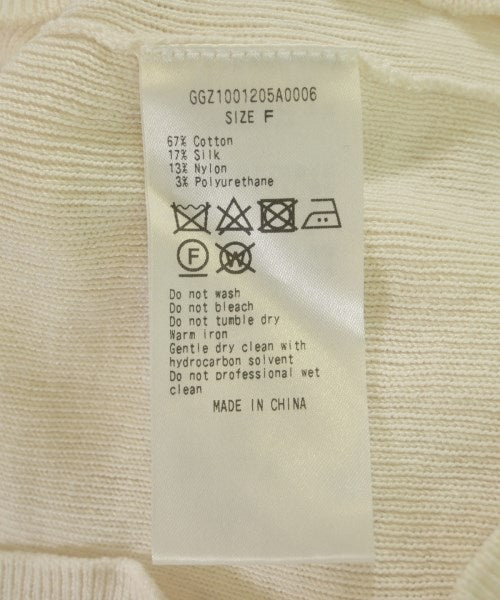 GGZ1001205A0006
SIZE F
67% Cotton
17% Silk
13% Nylon
3% Polyurethane
F W
Do not wash
Do not bleach
Do not tumble dry
Warm iron
Gentle dry clean with
hydrocarbon solvent
Do not professional wet
clean
MADE IN CHINA